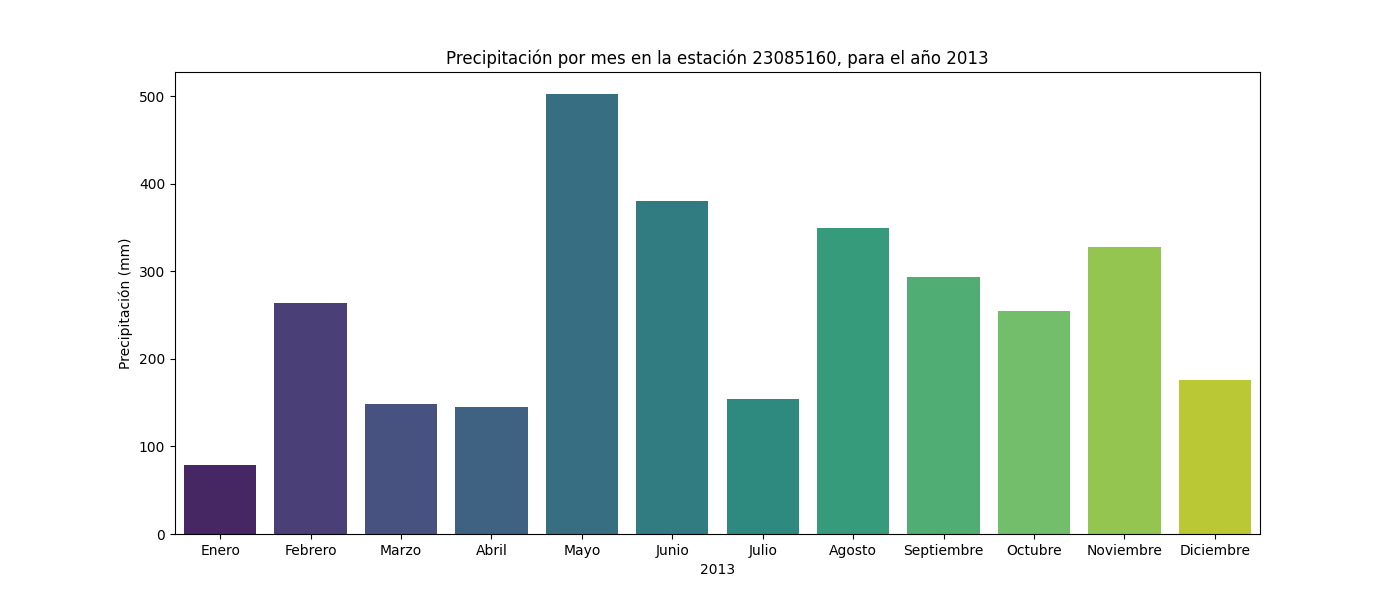 Precipitación por mes en la estación 23085160, para el año 2013
Precipitación (mm)
500
400
300
200
100
0
Enero Febrero Marzo Abril Mayo Junio Julio Agosto Septiembre Octubre Noviembre Diciembre
2013